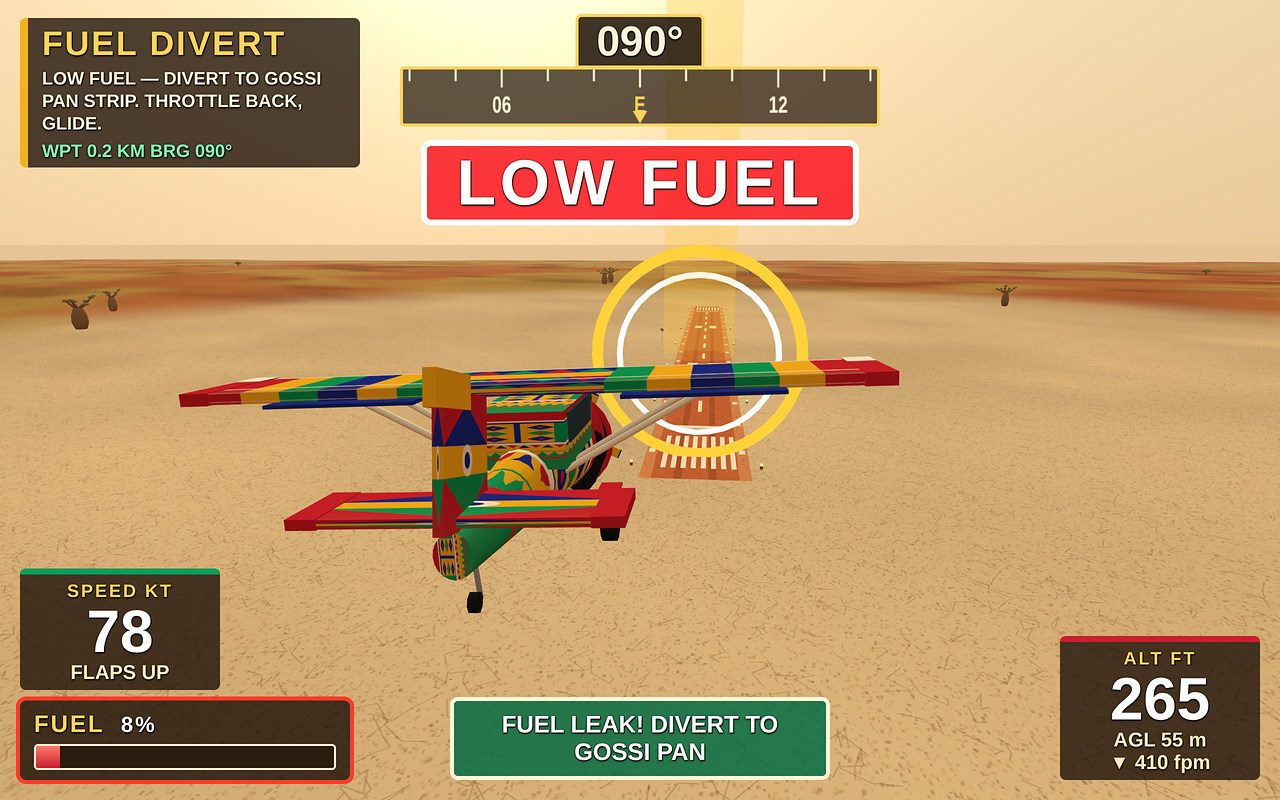 FUEL DIVERT
LOW FUEL — DIVERT TO GOSSI
PAN STRIP. THROTTLE BACK,
GLIDE.
WPT 0.2 KM BRG 090°
090°
06 E 12
LOW FUEL
SPEED KT
78
FLAPS UP
FUEL 8%
FUEL LEAK! DIVERT TO
GOSSI PAN
ALT FT
265
AGL 55 m
▼ 410 fpm